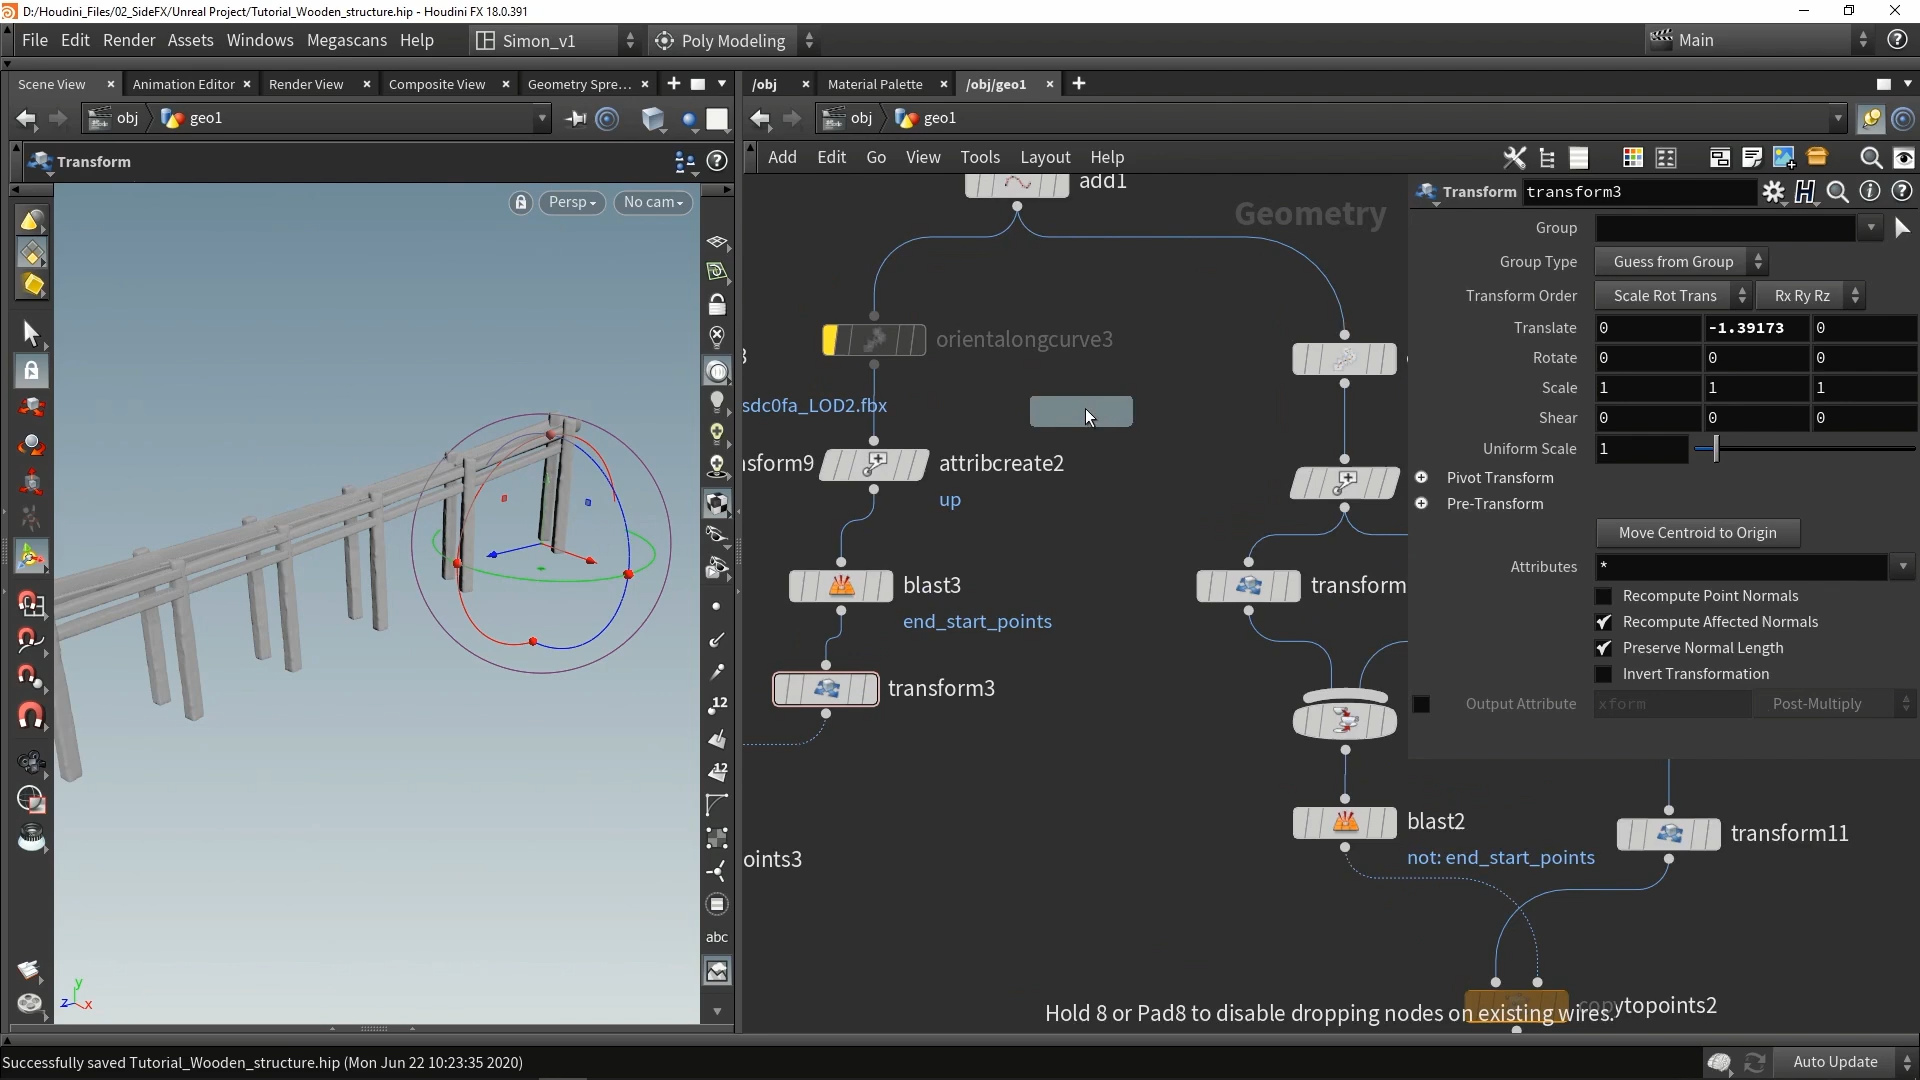 D:/Houdini_Files/02_SideFX/Unreal Project/Tutorial_Wooden_structure.hip - Houdini FX 18.0.391
File Edit Render Assets Windows Megascans Help
Simon_v1
Poly Modeling
Main
Scene View
Animation Editor
Render View
Composite View
Geometry Spre...
/obj
Material Palette
/obj/geo1
obj
geo1
obj
geo1
Transform
Add Edit Go View Tools Layout Help
Persp
No cam
Transform transform3
Group
Group Type Guess from Group
Transform Order Scale Rot Trans Rx Ry Rz
Translate 0 -1.39173 0
Rotate 0 0 0
Scale 1 1 1
Shear 0 0 0
Uniform Scale 1
Pivot Transform
Pre-Transform
Move Centroid to Origin
Attributes *
Recompute Point Normals
Recompute Affected Normals
Preserve Normal Length
Invert Transformation
Output Attribute xform Post-Multiply
add1
Geometry
orientalongcurve3
3
sdc0fa_LOD2.fbx
nsform9
attribcreate2
up
blast3
end_start_points
transform
transform3
blast2
not: end_start_points
transform11
oints3
copytopoints2
Hold 8 or Pad8 to disable dropping nodes on existing wires.
12
12
abc
y
z
x
Successfully saved Tutorial_Wooden_structure.hip (Mon Jun 22 10:23:35 2020)
Auto Update